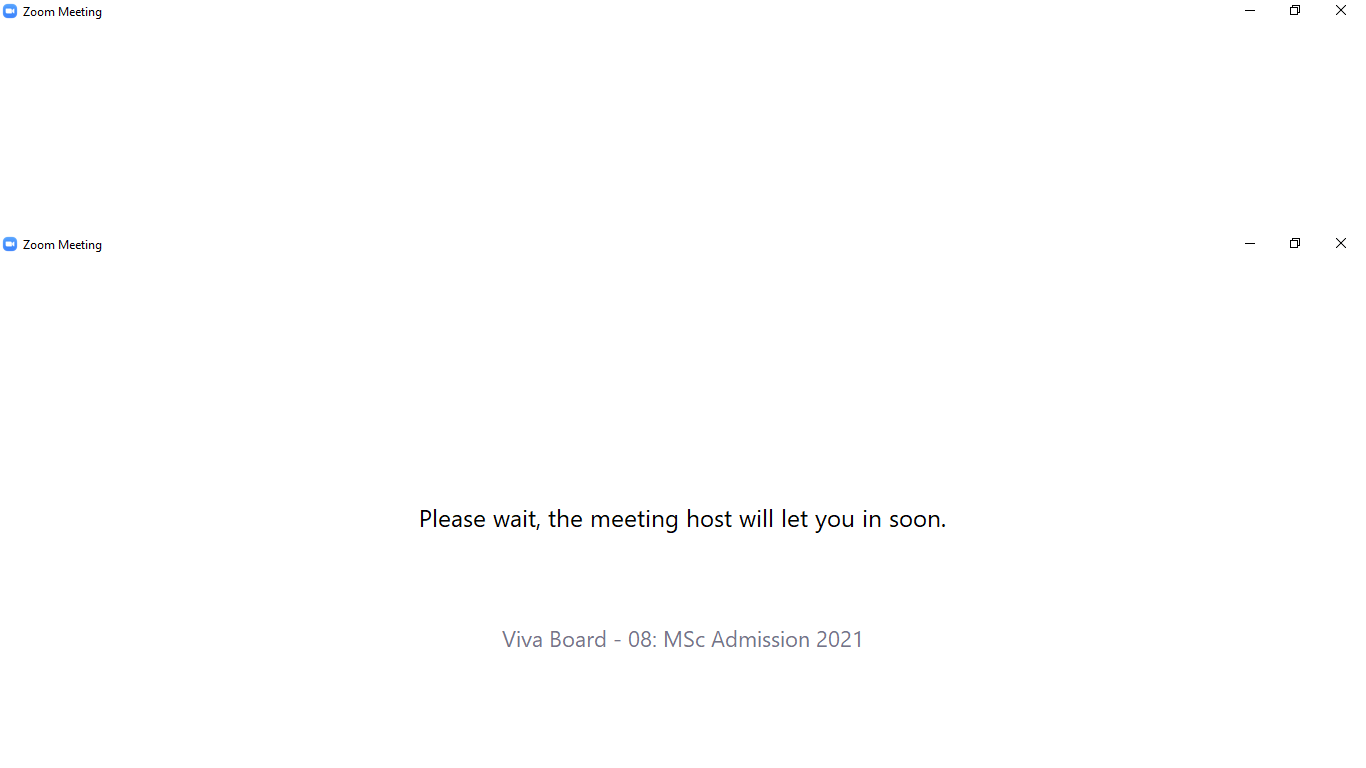 Zoom Meeting
Zoom Meeting
Please wait, the meeting host will let you in soon.
Viva Board - 08: MSc Admission 2021